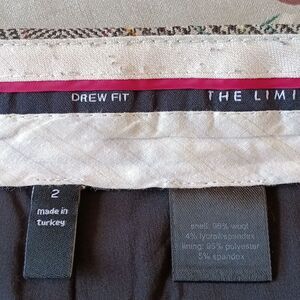 DREW FIT
THE LIMI
2
Made in
Turkey
shell: 96% wool
4% lycra/spandex
lining: 95% polyester
5% spandex